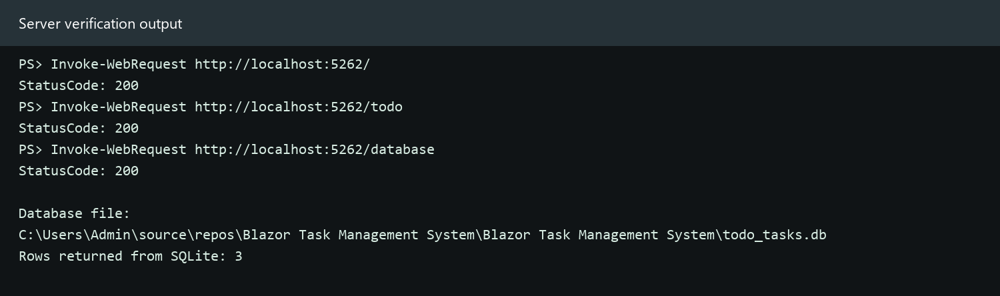 Server verification output
PS> Invoke-WebRequest http://localhost:5262/
StatusCode: 200
PS> Invoke-WebRequest http://localhost:5262/todo
StatusCode: 200
PS> Invoke-WebRequest http://localhost:5262/database
StatusCode: 200
Database file:
C:\Users\Admin\source\repos\Blazor Task Management System\Blazor Task Management System\todo_tasks.db
Rows returned from SQLite: 3